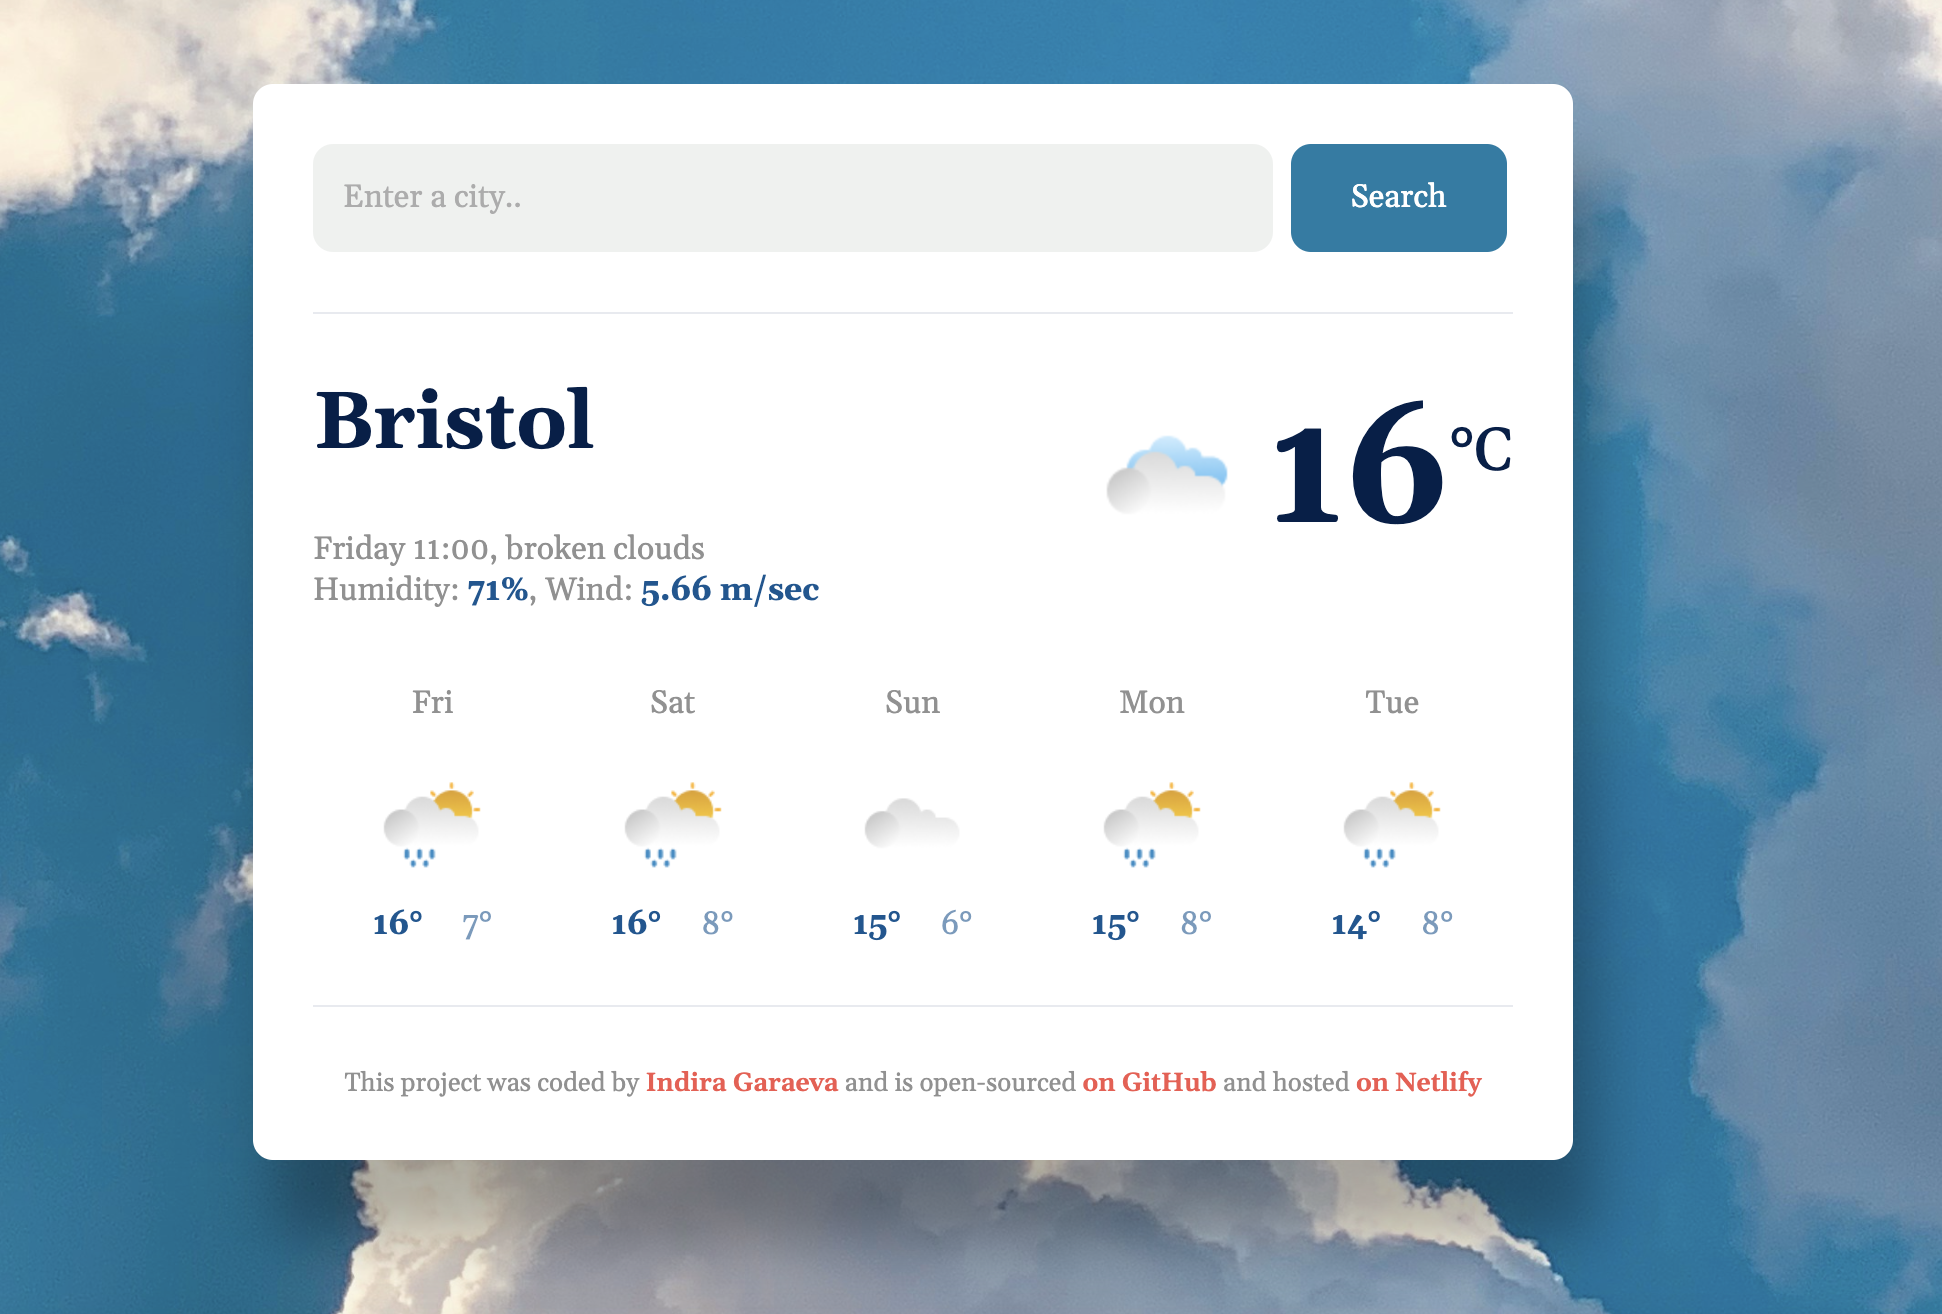 Enter a city..
Search
Bristol
16°C
Friday 11:00, broken clouds
Humidity: 71%, Wind: 5.66 m/sec
Fri Sat Sun Mon Tue
16° 7° 16° 8° 15° 6° 15° 8° 14° 8°
This project was coded by Indira Garaeva and is open-sourced on GitHub and hosted on Netlify